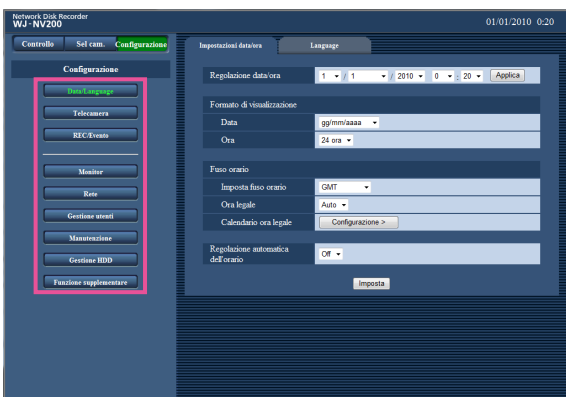 Network Disk Recorder
WJ-NV200
01/01/2010 0:20
Controllo Sel cam. Configurazione
Configurazione
Data/Language
Telecamera
REC/Evento
Monitor
Rete
Gestione utenti
Manutenzione
Gestione HDD
Funzione supplementare
Impostazioni data/ora Language
Regolazione data/ora 1 / 1 / 2010 - 0 : 20 Applica
Formato di visualizzazione
Data gg/mm/aaaa
Ora 24 ora
Fuso orario
Imposta fuso orario GMT
Ora legale Auto
Calendario ora legale Configurazione >
Regolazione automatica
dell'orario Off
Imposta